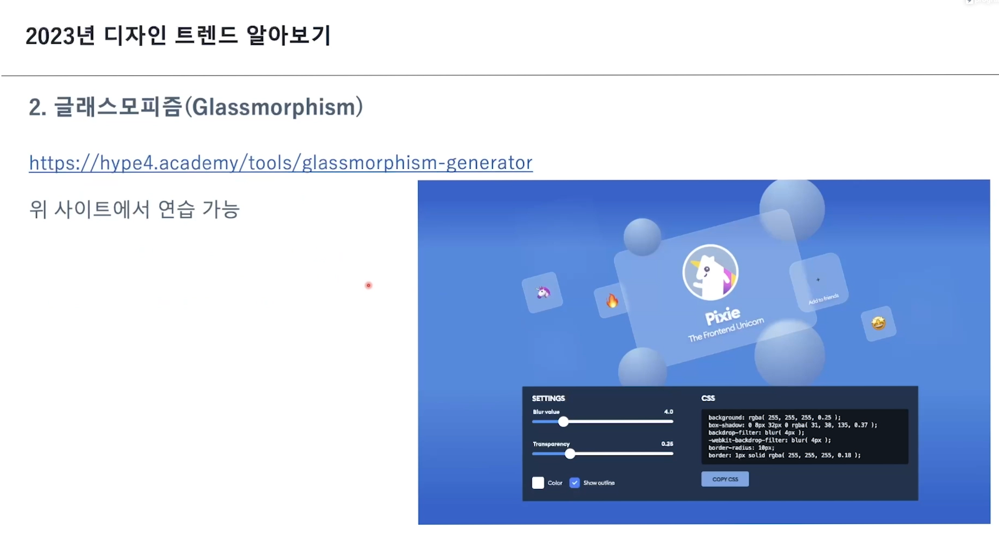 2023년 디자인 트렌드 알아보기
2. 글래스모피즘(Glassmorphism)
https://hype4.academy/tools/glassmorphism-generator
위 사이트에서 연습 가능
Pixie
The Frontend Unicorn
+
Add to friends
SETTINGS
Blur value 4.0
Transparency 0.25
Color Show outline
CSS
background: rgba( 255, 255, 255, 0.25 );
box-shadow: 0 8px 32px 0 rgba( 31, 38, 135, 0.37 );
backdrop-filter: blur( 4px );
-webkit-backdrop-filter: blur( 4px );
border-radius: 10px;
border: 1px solid rgba( 255, 255, 255, 0.18 );
COPY CSS